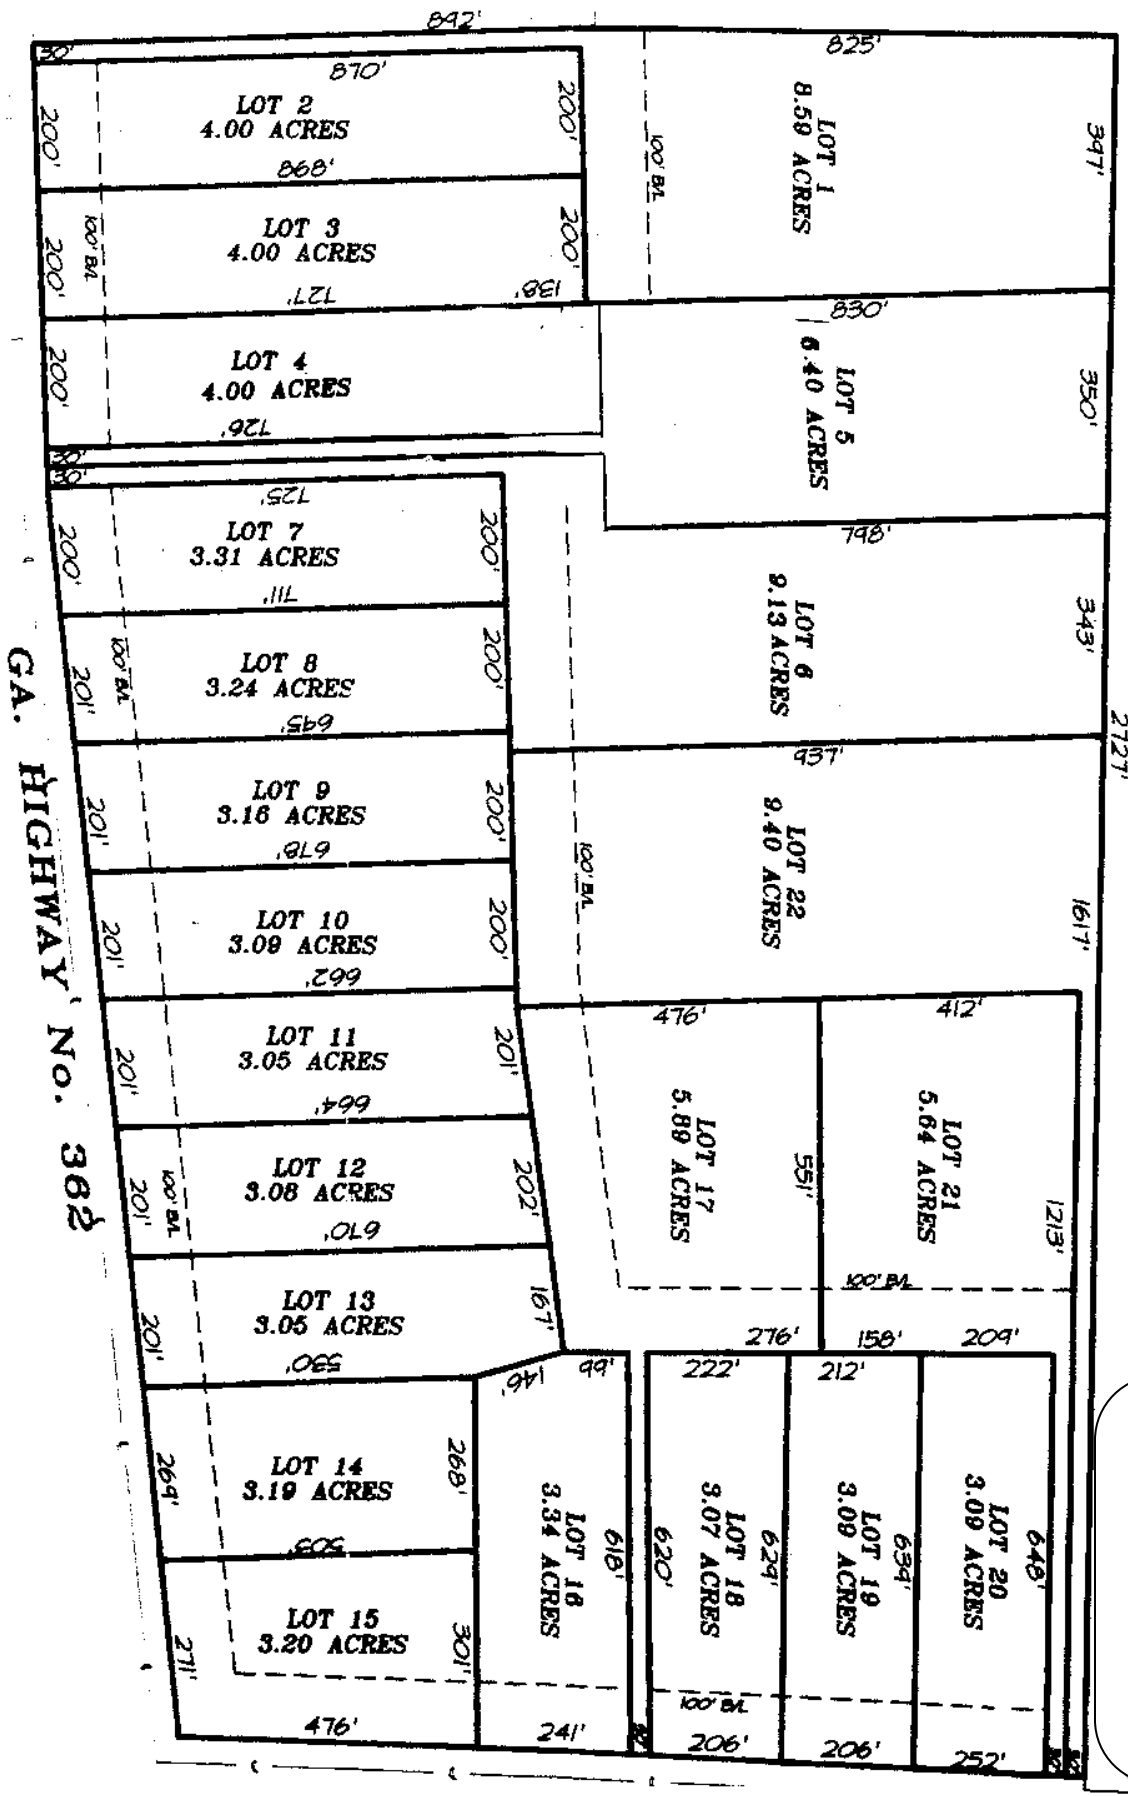 892'
825'
30'
870'
LOT 2
4.00 ACRES
200'
200'
868'
LOT 1
8.59 ACRES
397'
100' B/L
LOT 3
4.00 ACRES
200'
200'
100' B/L
727'
138'
830'
LOT 4
4.00 ACRES
200'
726'
LOT 5
6.40 ACRES
350'
30'
30'
725'
LOT 7
3.31 ACRES
200'
200'
711'
798'
LOT 6
9.13 ACRES
343'
2727'
LOT 8
3.24 ACRES
201'
200'
100' B/L
695'
937'
LOT 9
3.16 ACRES
201'
200'
678'
100' B/L
LOT 22
9.40 ACRES
1617'
LOT 10
3.09 ACRES
201'
200'
662'
476'
412'
LOT 11
3.05 ACRES
201'
201'
664'
LOT 17
5.89 ACRES
551'
LOT 21
5.64 ACRES
1213'
LOT 12
3.08 ACRES
201'
202'
100' B/L
670'
100' B/L
LOT 13
3.05 ACRES
201'
167'
530'
146'
99'
276'
158'
209'
222'
212'
LOT 14
3.19 ACRES
269'
268'
503'
LOT 16
3.34 ACRES
618'
620'
LOT 18
3.07 ACRES
629'
LOT 19
3.09 ACRES
639'
LOT 20
3.09 ACRES
648'
LOT 15
3.20 ACRES
271'
301'
100' B/L
476'
241'
30'
206'
206'
252'
GA. HIGHWAY No. 382